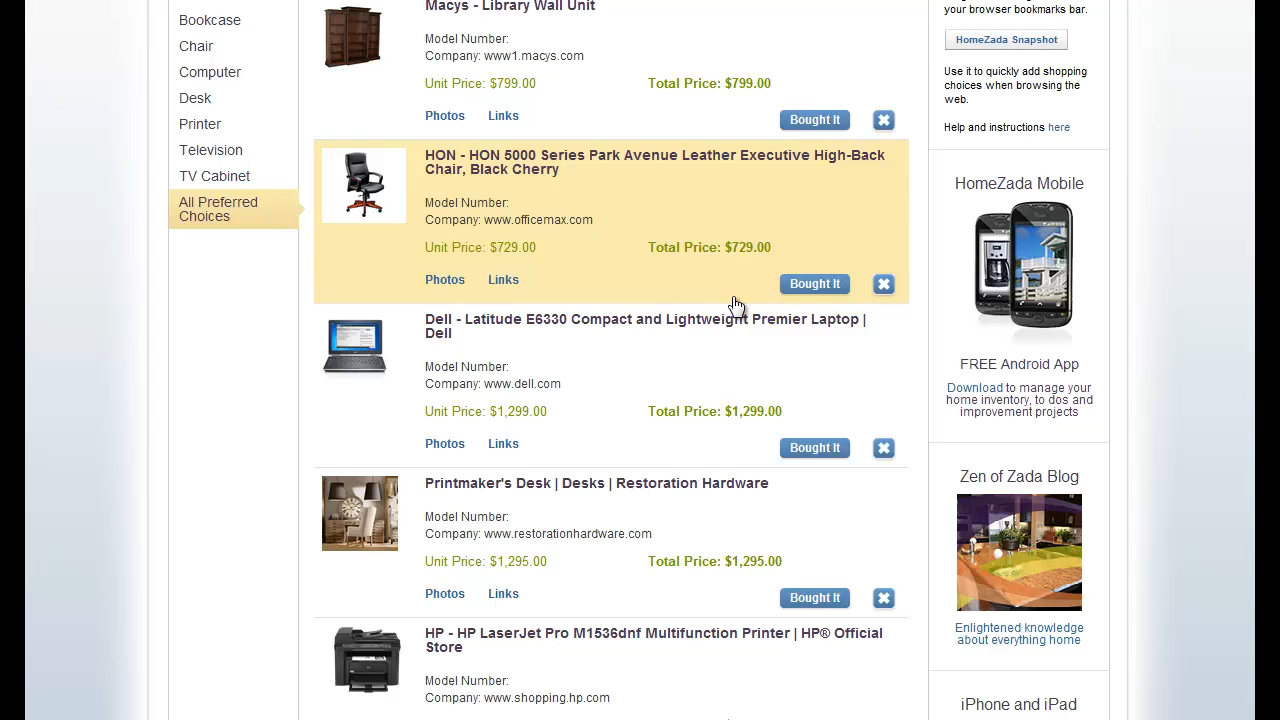 Bookcase
Chair
Computer
Desk
Printer
Television
TV Cabinet
All Preferred
Choices
Macys - Library Wall Unit
Model Number:
Company: www1.macys.com
Unit Price: $799.00
Total Price: $799.00
Photos
Links
Bought It
HON - HON 5000 Series Park Avenue Leather Executive High-Back
Chair, Black Cherry
Model Number:
Company: www.officemax.com
Unit Price: $729.00
Total Price: $729.00
Photos
Links
Bought It
Dell - Latitude E6330 Compact and Lightweight Premier Laptop |
Dell
Model Number:
Company: www.dell.com
Unit Price: $1,299.00
Total Price: $1,299.00
Photos
Links
Bought It
Printmaker's Desk | Desks | Restoration Hardware
Model Number:
Company: www.restorationhardware.com
Unit Price: $1,295.00
Total Price: $1,295.00
Photos
Links
Bought It
HP - HP LaserJet Pro M1536dnf Multifunction Printer | HP® Official
Store
Model Number:
Company: www.shopping.hp.com
your browser bookmarks bar.
HomeZada Snapshot
Use it to quickly add shopping
choices when browsing the
web.
Help and instructions here
HomeZada Mobile
FREE Android App
Download to manage your
home inventory, to dos and
improvement projects
Zen of Zada Blog
Enlightened knowledge
about everything home
iPhone and iPad